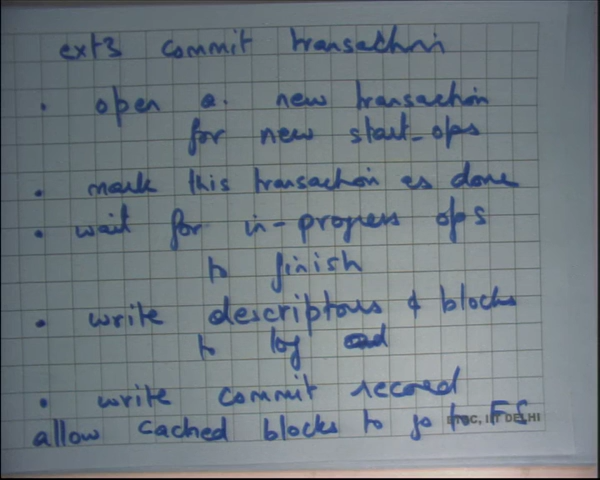 ext3 commit transaction
• open a. new transaction
for new start_ops
• mark this transaction as done
• wait for in-progress ops
to finish
• write descriptors & blocks
to log
• write commit record
allow cached blocks to go to FS
ETSC, IIT DELHI